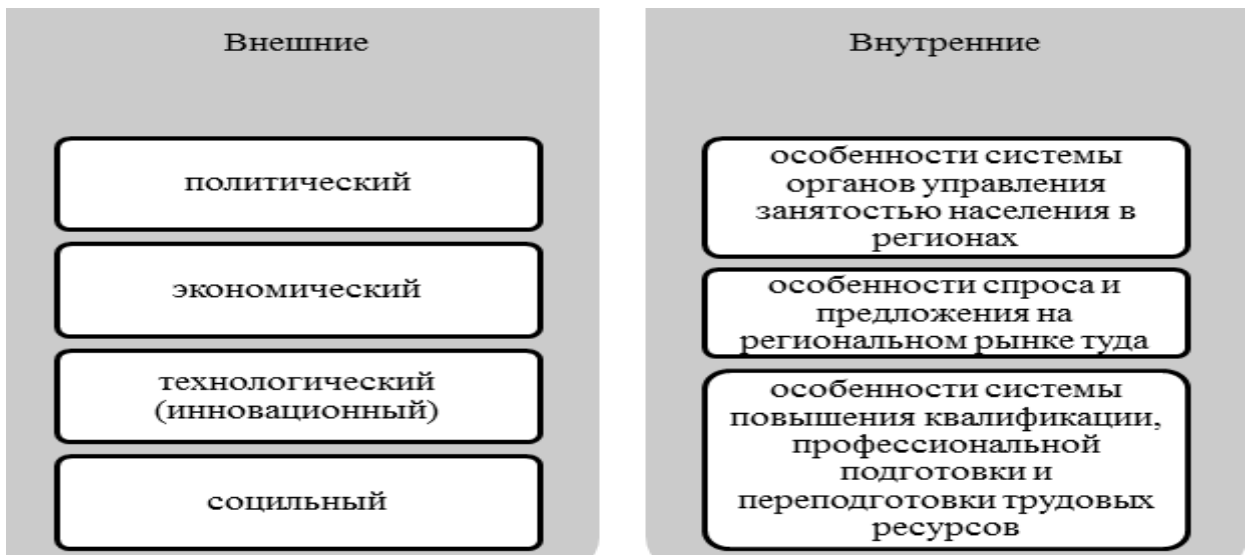 Внешние
политический
экономический
технологический
(инновационный)
социльный
Внутренние
особенности системы
органов управления
занятостью населения в
регионах
особенности спроса и
предложения на
региональном рынке туда
особенности системы
повышения квалификации,
профессиональной
подготовки и
переподготовки трудовых
ресурсов